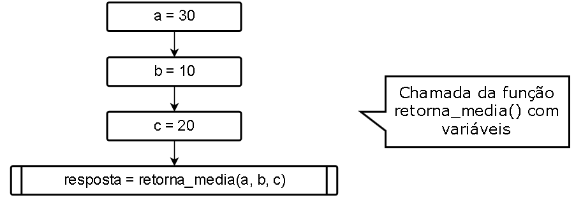 a = 30
b = 10
c = 20
resposta = retorna_media(a, b, c)
Chamada da função
retorna_media() com
variáveis